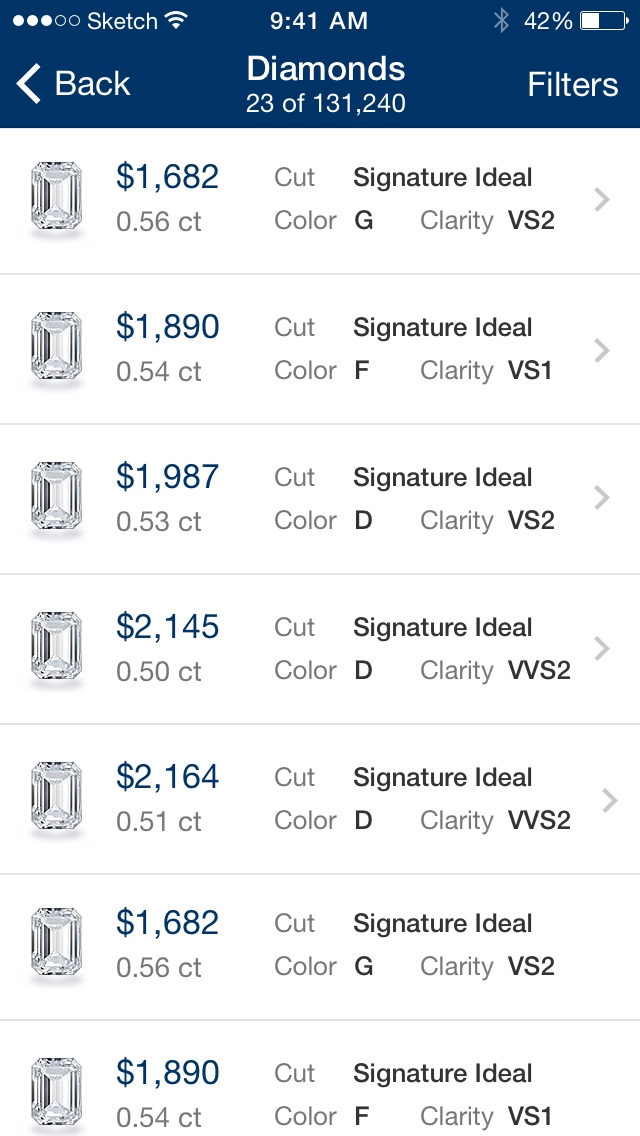 Sketch 9:41 AM 42%
Back Diamonds Filters
23 of 131,240
$1,682 Cut Signature Ideal
0.56 ct Color G Clarity VS2
$1,890 Cut Signature Ideal
0.54 ct Color F Clarity VS1
$1,987 Cut Signature Ideal
0.53 ct Color D Clarity VS2
$2,145 Cut Signature Ideal
0.50 ct Color D Clarity VVS2
$2,164 Cut Signature Ideal
0.51 ct Color D Clarity VVS2
$1,682 Cut Signature Ideal
0.56 ct Color G Clarity VS2
$1,890 Cut Signature Ideal
0.54 ct Color F Clarity VS1